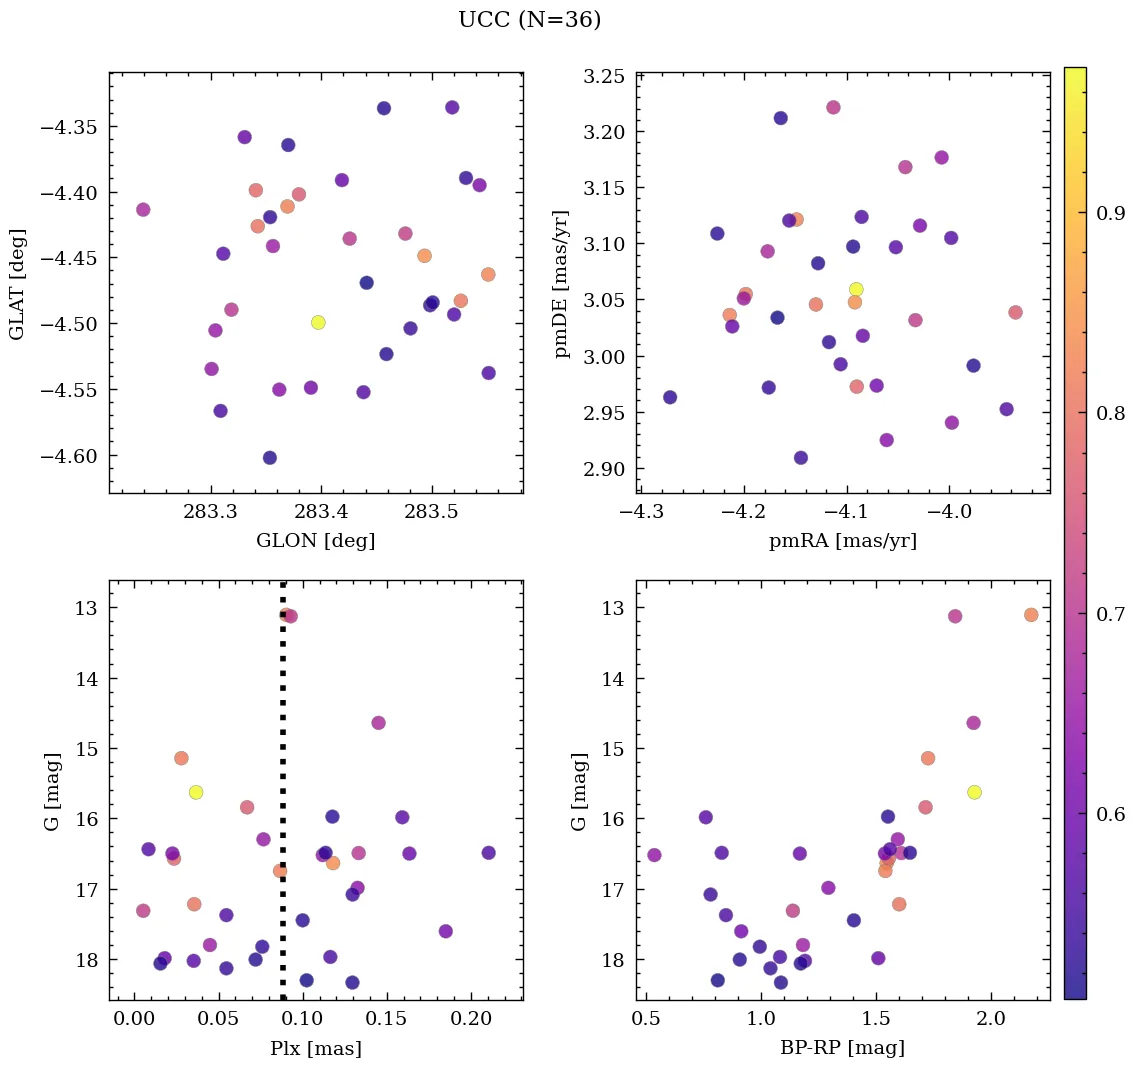 UCC (N=36)
−4.35
−4.40
−4.45
−4.50
−4.55
−4.60
GLAT [deg]
283.3 283.4 283.5
GLON [deg]
3.25
3.20
3.15
3.10
3.05
3.00
2.95
2.90
pmDE [mas/yr]
−4.3 −4.2 −4.1 −4.0
pmRA [mas/yr]
13
14
15
16
17
18
G [mag]
0.00 0.05 0.10 0.15 0.20
Plx [mas]
13
14
15
16
17
18
G [mag]
0.5 1.0 1.5 2.0
BP-RP [mag]
0.9
0.8
0.7
0.6